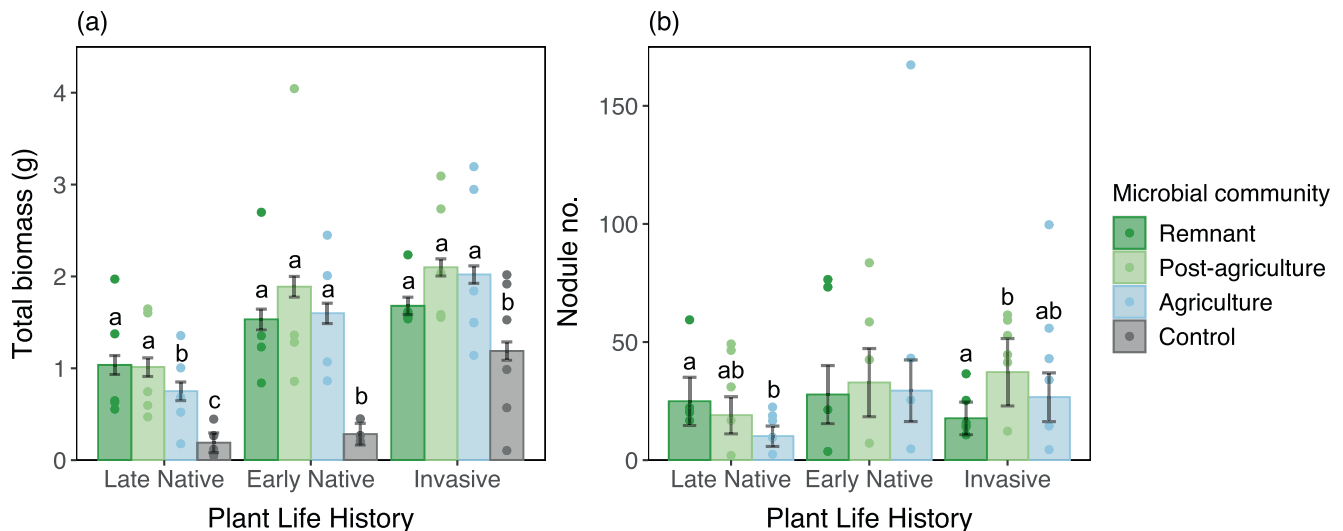 (a)
Total biomass (g)
4
3
2
1
0
a
a
b
c
a
a
a
b
a
a
a
b
Late Native
Early Native
Invasive
Plant Life History
(b)
Nodule no.
150
100
50
0
a
ab
b
a
b
ab
Late Native
Early Native
Invasive
Plant Life History
Microbial community
Remnant
Post-agriculture
Agriculture
Control